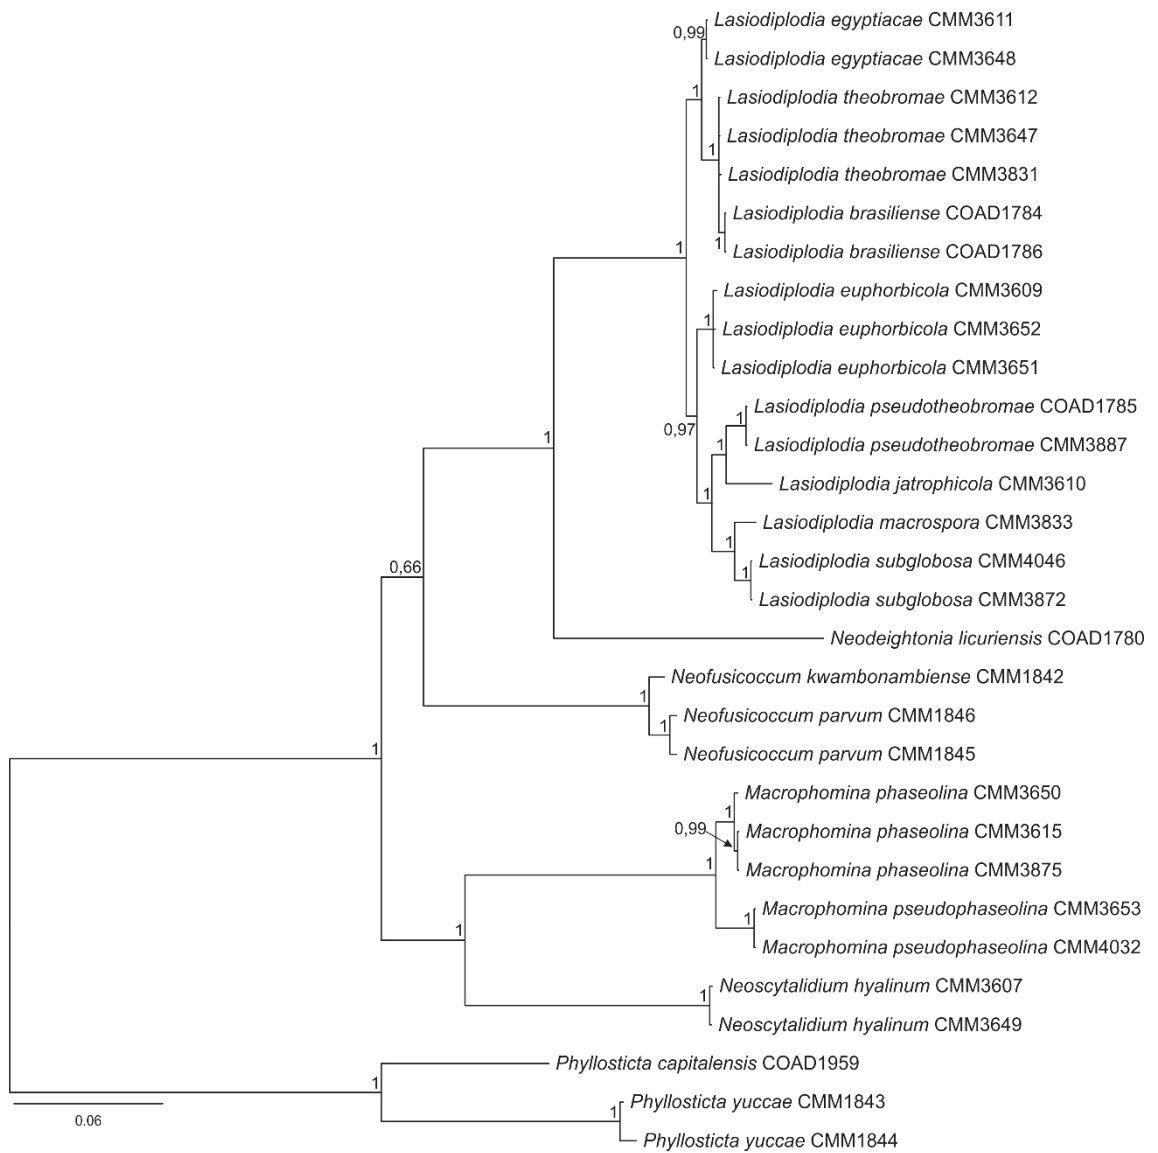 Lasiodiplodia egyptiacae CMM3611
0,99
Lasiodiplodia egyptiacae CMM3648
1
Lasiodiplodia theobromae CMM3612
Lasiodiplodia theobromae CMM3647
1
Lasiodiplodia theobromae CMM3831
Lasiodiplodia brasiliense COAD1784
1
1
Lasiodiplodia brasiliense COAD1786
Lasiodiplodia euphorbicola CMM3609
1
Lasiodiplodia euphorbicola CMM3652
Lasiodiplodia euphorbicola CMM3651
Lasiodiplodia pseudotheobromae COAD1785
1
0,97
1
Lasiodiplodia pseudotheobromae CMM3887
1
Lasiodiplodia jatrophicola CMM3610
1
Lasiodiplodia macrospora CMM3833
1
Lasiodiplodia subglobosa CMM4046
0,66
1
Lasiodiplodia subglobosa CMM3872
Neodeightonia licuriensis COAD1780
Neofusicoccum kwambonambiense CMM1842
1
Neofusicoccum parvum CMM1846
1
1
Neofusicoccum parvum CMM1845
Macrophomina phaseolina CMM3650
1
0,99
Macrophomina phaseolina CMM3615
1
Macrophomina phaseolina CMM3875
Macrophomina pseudophaseolina CMM3653
1
1
Macrophomina pseudophaseolina CMM4032
Neoscytalidium hyalinum CMM3607
1
Neoscytalidium hyalinum CMM3649
Phyllosticta capitalensis COAD1959
1
Phyllosticta yuccae CMM1843
1
0.06
Phyllosticta yuccae CMM1844